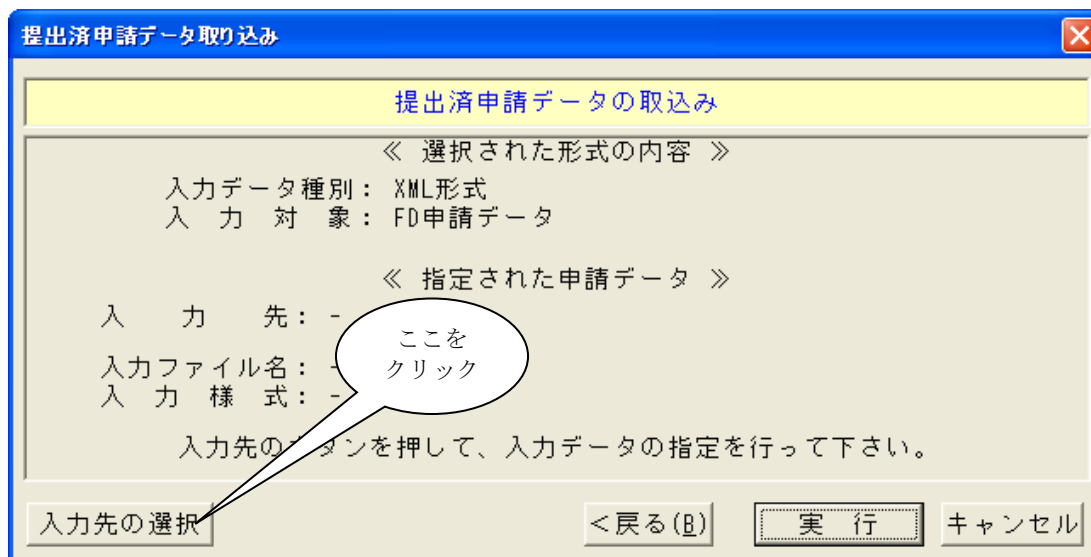 提出済申請データ取り込み
提出済申請データの取込み
≪ 選択された形式の内容 ≫
入力データ種別： XML形式
入 力 対 象： FD申請データ
≪ 指定された申請データ ≫
入 力 先： -
ここを
クリック
入力ファイル名： -
入 力 様 式： -
入力先のボタンを押して、入力データの指定を行って下さい。
入力先の選択 <戻る(B) 実 行 キャンセル